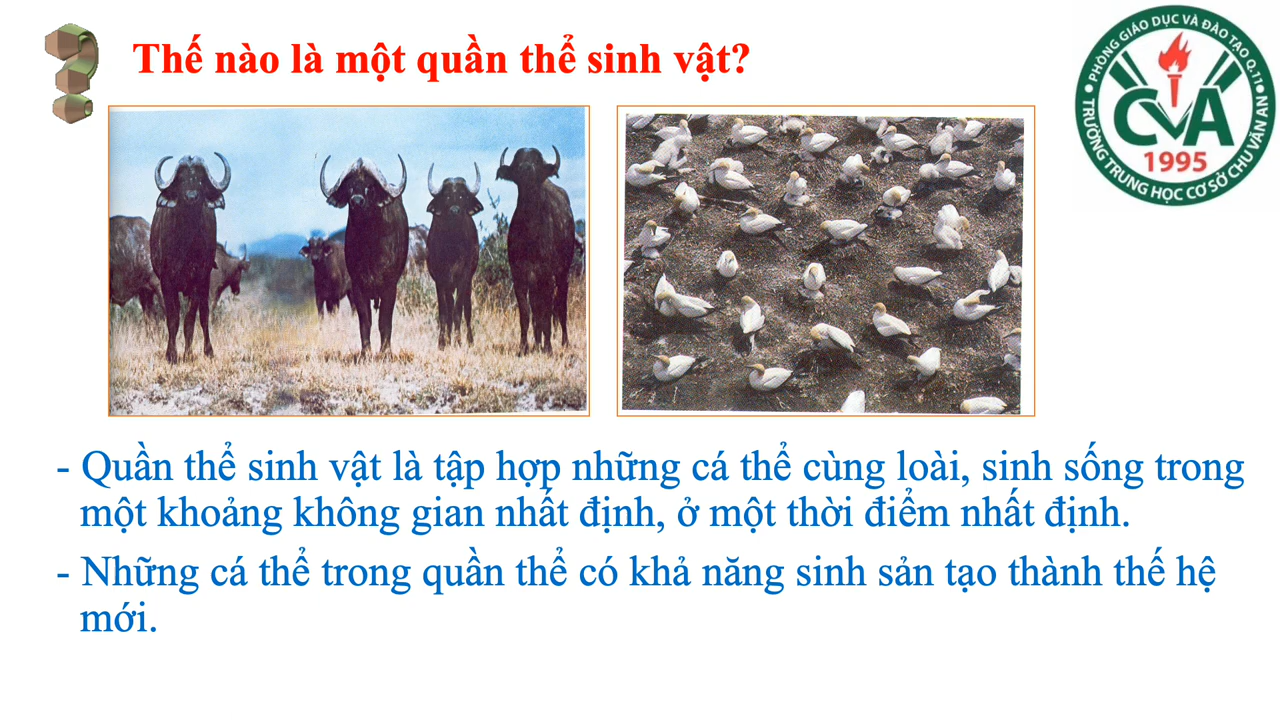 Thế nào là một quần thể sinh vật?
PHÒNG GIÁO DỤC VÀ ĐÀO TẠO Q.11
CVA
1995
TRƯỜNG TRUNG HỌC CƠ SỞ CHU VĂN AN
- Quần thể sinh vật là tập hợp những cá thể cùng loài, sinh sống trong
một khoảng không gian nhất định, ở một thời điểm nhất định.
- Những cá thể trong quần thể có khả năng sinh sản tạo thành thế hệ
mới.